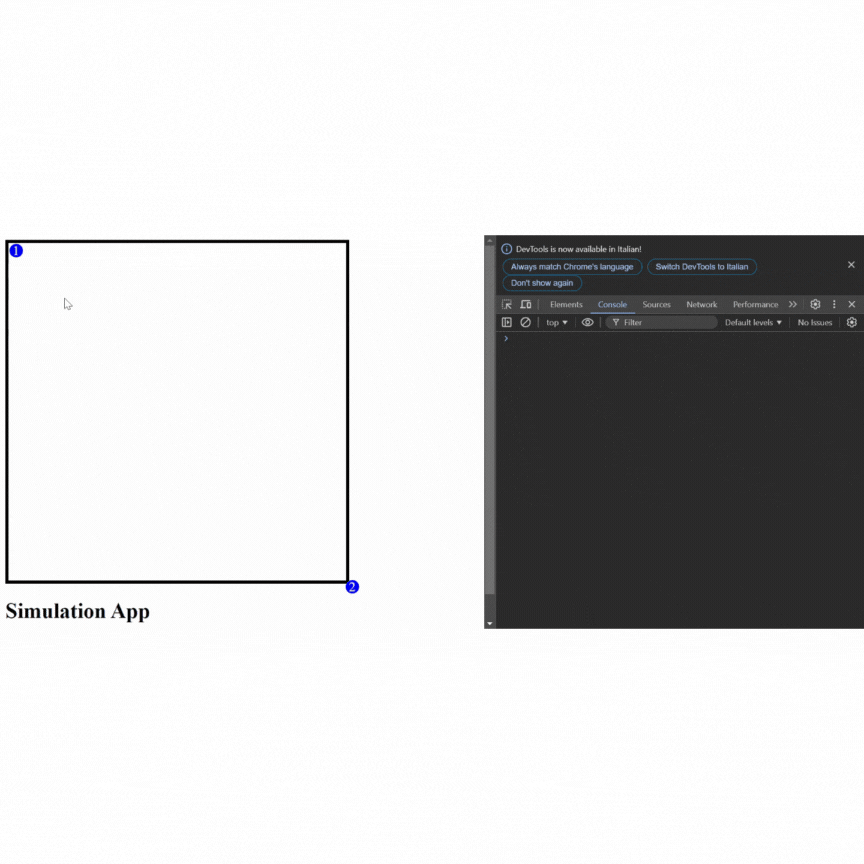 1
2
Simulation App
DevTools is now available in Italian!
Always match Chrome's language
Switch DevTools to Italian
Don't show again
Elements Console Sources Network Performance
top Filter Default levels No Issues